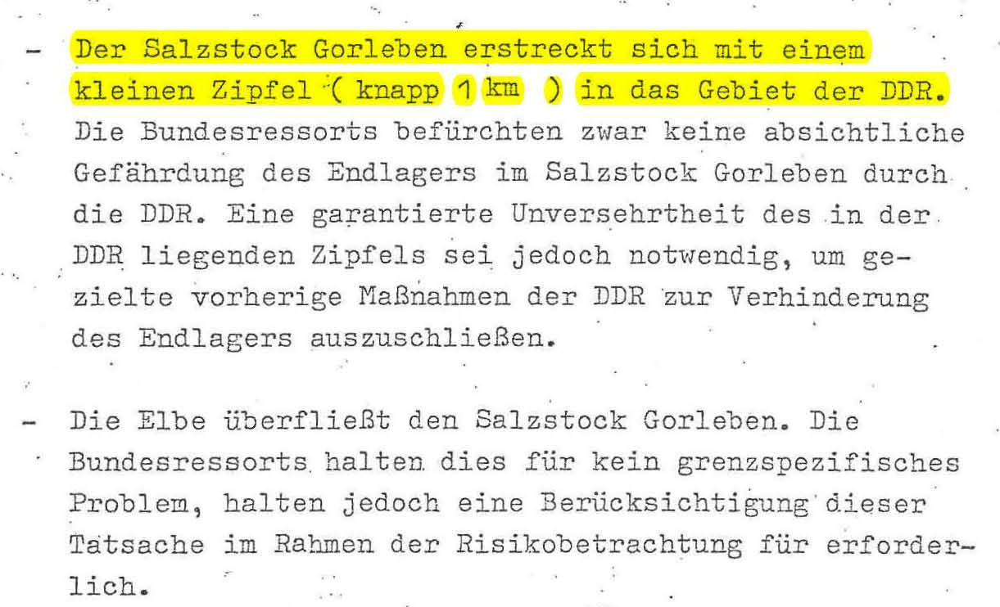 - Der Salzstock Gorleben erstreckt sich mit einem
kleinen Zipfel ( knapp 1 km ) in das Gebiet der DDR.
Die Bundesressorts befürchten zwar keine absichtliche
Gefährdung des Endlagers im Salzstock Gorleben durch
die DDR. Eine garantierte Unversehrtheit des in der
DDR liegenden Zipfels sei jedoch notwendig, um ge-
zielte vorherige Maßnahmen der DDR zur Verhinderung
des Endlagers auszuschließen.
- Die Elbe überfließt den Salzstock Gorleben. Die
Bundesressorts halten dies für kein grenzspezifisches
Problem, halten jedoch eine Berücksichtigung dieser
Tatsache im Rahmen der Risikobetrachtung für erforder-
lich.